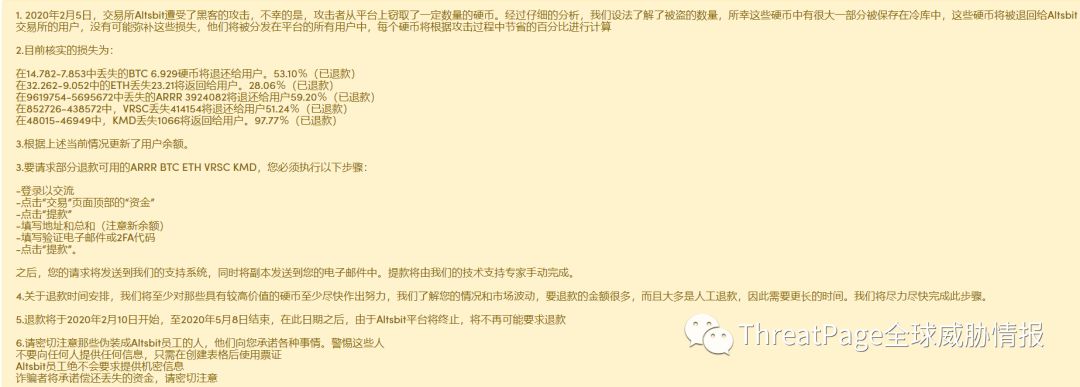 1. 2020年2月5日，交易所Altsbit遭受了黑客的攻击，不幸的是，攻击者从平台上窃取了一定数量的硬币。经过仔细的分析，我们设法了解了被盗的数量，所幸这些硬币中有很大一部分被保存在冷库中，这些硬币将被退回给Altsbit
交易所的用户，没有可能弥补这些损失，他们将被分发在平台的所有用户中，每个硬币将根据攻击过程中节省的百分比进行计算
2.目前核实的损失为：
在14.782-7.853中丢失的BTC 6.929硬币将退还给用户。53.10%（已退款）
在32.262-9.052中的ETH丢失23.21将返回给用户。28.06%（已退款）
在9619754-5695672中丢失的ARRR 3924082将退还给用户59.20%（已退款）
在852726-438572中，VRSC丢失414154将退还给用户51.24%（已退款）
在48015-46949中，KMD丢失1066将返回给用户。97.77%（已退款）
3.根据上述当前情况更新了用户余额。
3.要请求部分退款可用的ARRR BTC ETH VRSC KMD，您必须执行以下步骤：
-登录以交流
-点击“交易”页面顶部的“资金”
-点击“提款”
-填写地址和总和（注意新余额）
-填写验证电子邮件或2FA代码
-点击“提款”。
之后，您的请求将发送到我们的支持系统，同时将副本发送到您的电子邮件中。提款将由我们的技术支持专家手动完成。
4.关于退款时间安排，我们将至少对那些具有较高价值的硬币至少尽快作出努力，我们了解您的情况和市场波动，要退款的金额很多，而且大多是人工退款，因此需要更长的时间。我们将尽力尽快完成此步骤。
5.退款将于2020年2月10日开始，至2020年5月8日结束，在此日期之后，由于Altsbit平台将终止，将不再可能要求退款
6.请密切注意那些伪装成Altsbit员工的人，他们向您承诺各种事情。警惕这些人
不要向任何人提供任何信息，只需在创建表格后使用票证
Altsbit员工绝不会要求提供机密信息
诈骗者将承诺偿还丢失的资金，请密切注意
ThreatPage全球威胁情报